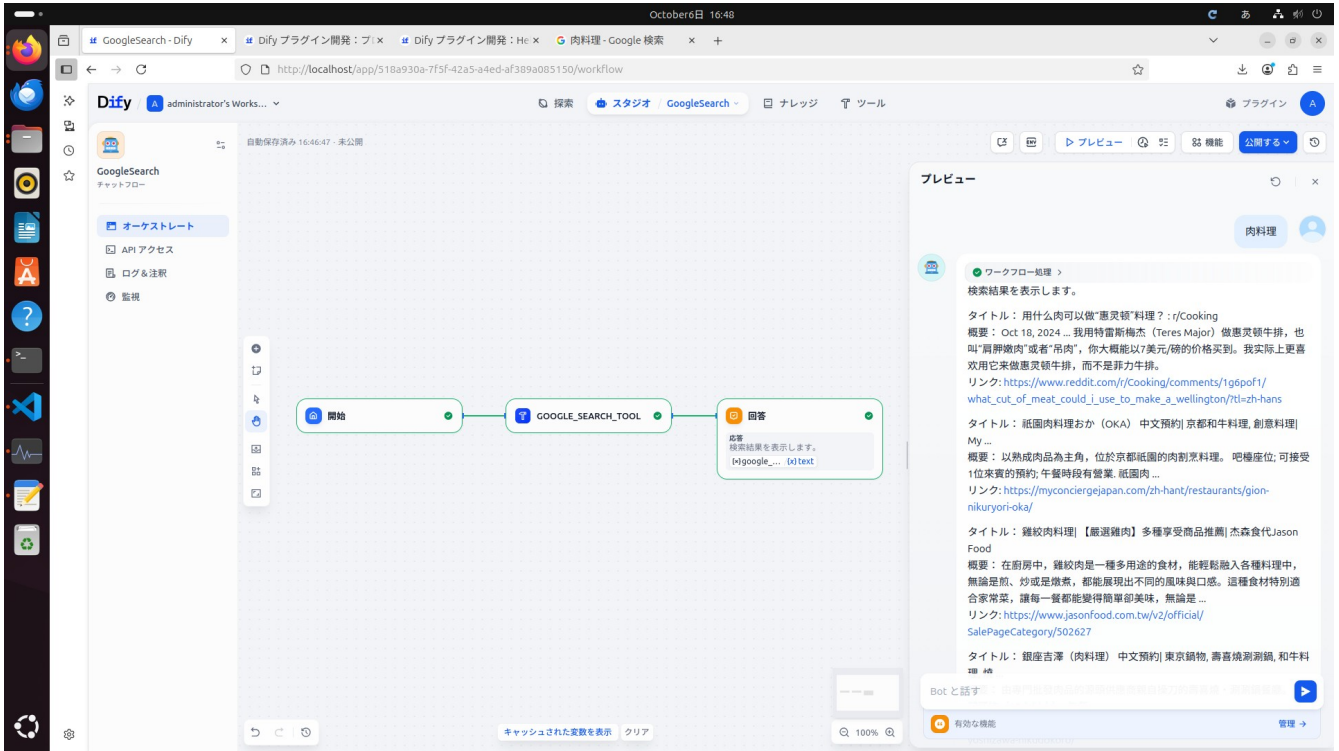 October6日 16:48
あ
GoogleSearch - Dify
Dify プラグイン開発：プ
Dify プラグイン開発：He
肉料理 - Google 検索
http://localhost/app/518a930a-7f5f-42a5-a4ed-af389a085150/workflow
Dify / A administrator's Works...
探索
スタジオ / GoogleSearch
ナレッジ
ツール
プラグイン
A
GoogleSearch
チャットフロー
オーケストレート
API アクセス
ログ＆注釈
監視
自動保存済み 16:46:47 · 未公開
ENV
プレビュー
機能
公開する
開始
GOOGLE_SEARCH_TOOL
回答
応答
検索結果を表示します。
google_... {x} text
キャッシュされた変数を表示 クリア
100%
プレビュー
肉料理
ワークフロー処理
検索結果を表示します。
タイトル： 用什么肉可以做“惠灵顿”料理？ : r/Cooking
概要： Oct 18, 2024 ... 我用特雷斯梅杰（Teres Major）做惠灵顿牛排，也
叫“肩胛嫩肉”或者“吊肉”，你大概能以7美元/磅的价格买到。我实际上更喜
欢用它来做惠灵顿牛排，而不是菲力牛排。
リンク: https://www.reddit.com/r/Cooking/comments/1g6pof1/
what_cut_of_meat_could_i_use_to_make_a_wellington/?tl=zh-hans
タイトル： 祇園肉料理おか（OKA） 中文預約| 京都和牛料理, 創意料理|
My ...
概要： 以熟成肉品為主角，位於京都祇園的肉割烹料理。 吧檯座位; 可接受
1位來賓的預約; 午餐時段有營業. 祇園肉 ...
リンク: https://myconciergejapan.com/zh-hant/restaurants/gion-
nikuryori-oka/
タイトル： 雞絞肉料理| 【嚴選雞肉】多種享受商品推薦| 杰森食代Jason
Food
概要： 在廚房中，雞絞肉是一種多用途的食材，能輕鬆融入各種料理中，
無論是煎、炒或是燉煮，都能展現出不同的風味與口感。這種食材特別適
合家常菜，讓每一餐都能變得簡單卻美味，無論是 ...
リンク: https://www.jasonfood.com.tw/v2/official/
SalePageCategory/502627
タイトル： 銀座吉澤（肉料理） 中文預約| 東京鍋物, 壽喜燒涮涮鍋, 和牛料
Bot と話す
有効な機能
管理 →